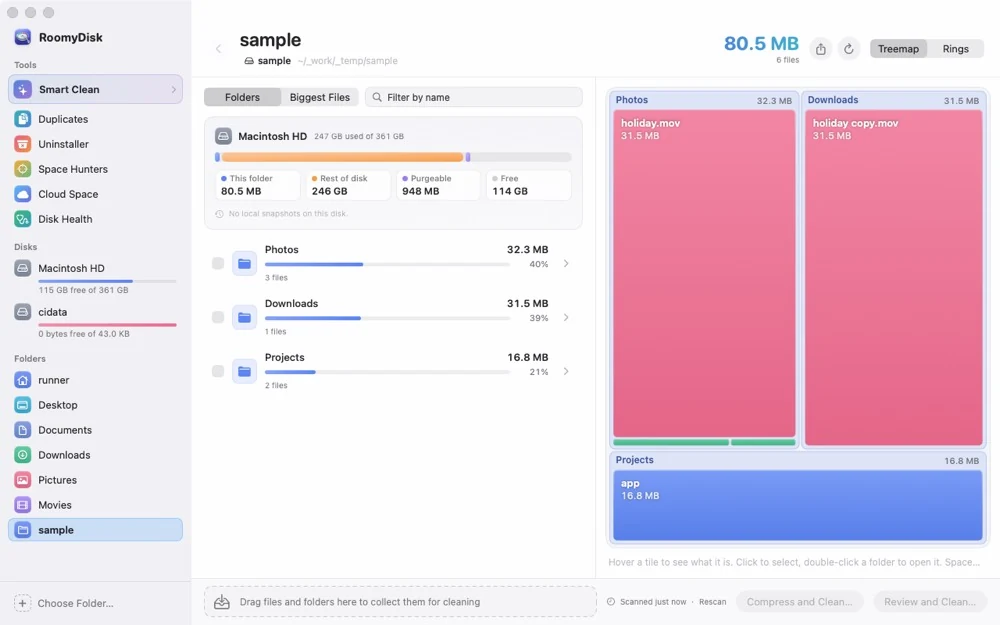 RoomyDisk
Tools
Smart Clean
Duplicates
Uninstaller
Space Hunters
Cloud Space
Disk Health
Disks
Macintosh HD
115 GB free of 361 GB
cidata
0 bytes free of 43.0 KB
Folders
runner
Desktop
Documents
Downloads
Pictures
Movies
sample
Choose Folder...
sample
sample ~/_work/_temp/sample
80.5 MB
6 files
Treemap Rings
Folders Biggest Files Filter by name
Macintosh HD 247 GB used of 361 GB
This folder
80.5 MB
Rest of disk
246 GB
Purgeable
948 MB
Free
114 GB
No local snapshots on this disk.
Photos 32.3 MB
40%
3 files
Downloads 31.5 MB
39%
1 files
Projects 16.8 MB
21%
2 files
Photos 32.3 MB
holiday.mov
31.5 MB
Downloads 31.5 MB
holiday copy.mov
31.5 MB
Projects 16.8 MB
app
16.8 MB
Hover a tile to see what it is. Click to select, double-click a folder to open it. Space...
Drag files and folders here to collect them for cleaning
Scanned just now · Rescan
Compress and Clean...
Review and Clean...